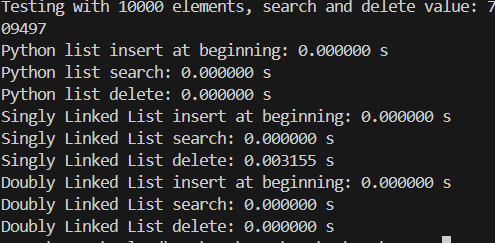 Testing with 10000 elements, search and delete value: 7
09497
Python list insert at beginning: 0.000000 s
Python list search: 0.000000 s
Python list delete: 0.000000 s
Singly Linked List insert at beginning: 0.000000 s
Singly Linked List search: 0.000000 s
Singly Linked List delete: 0.003155 s
Doubly Linked List insert at beginning: 0.000000 s
Doubly Linked List search: 0.000000 s
Doubly Linked List delete: 0.000000 s